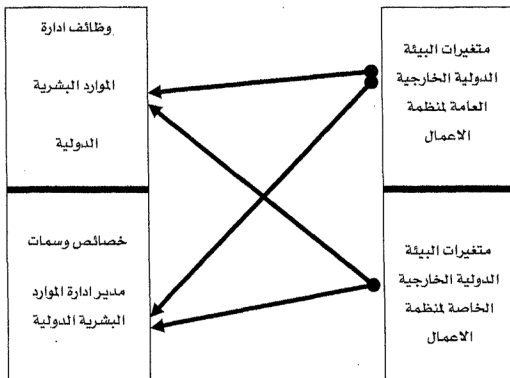 متغيرات البيئة
الدولية الخارجية
العامة لمنظمة
الاعمال
متغيرات البيئة
الدولية الخارجية
الخاصة لمنظمة
الاعمال
وظائف ادارة
الموارد البشرية
الدولية
خصائص وسمات
مدير ادارة الموارد
البشرية الدولية